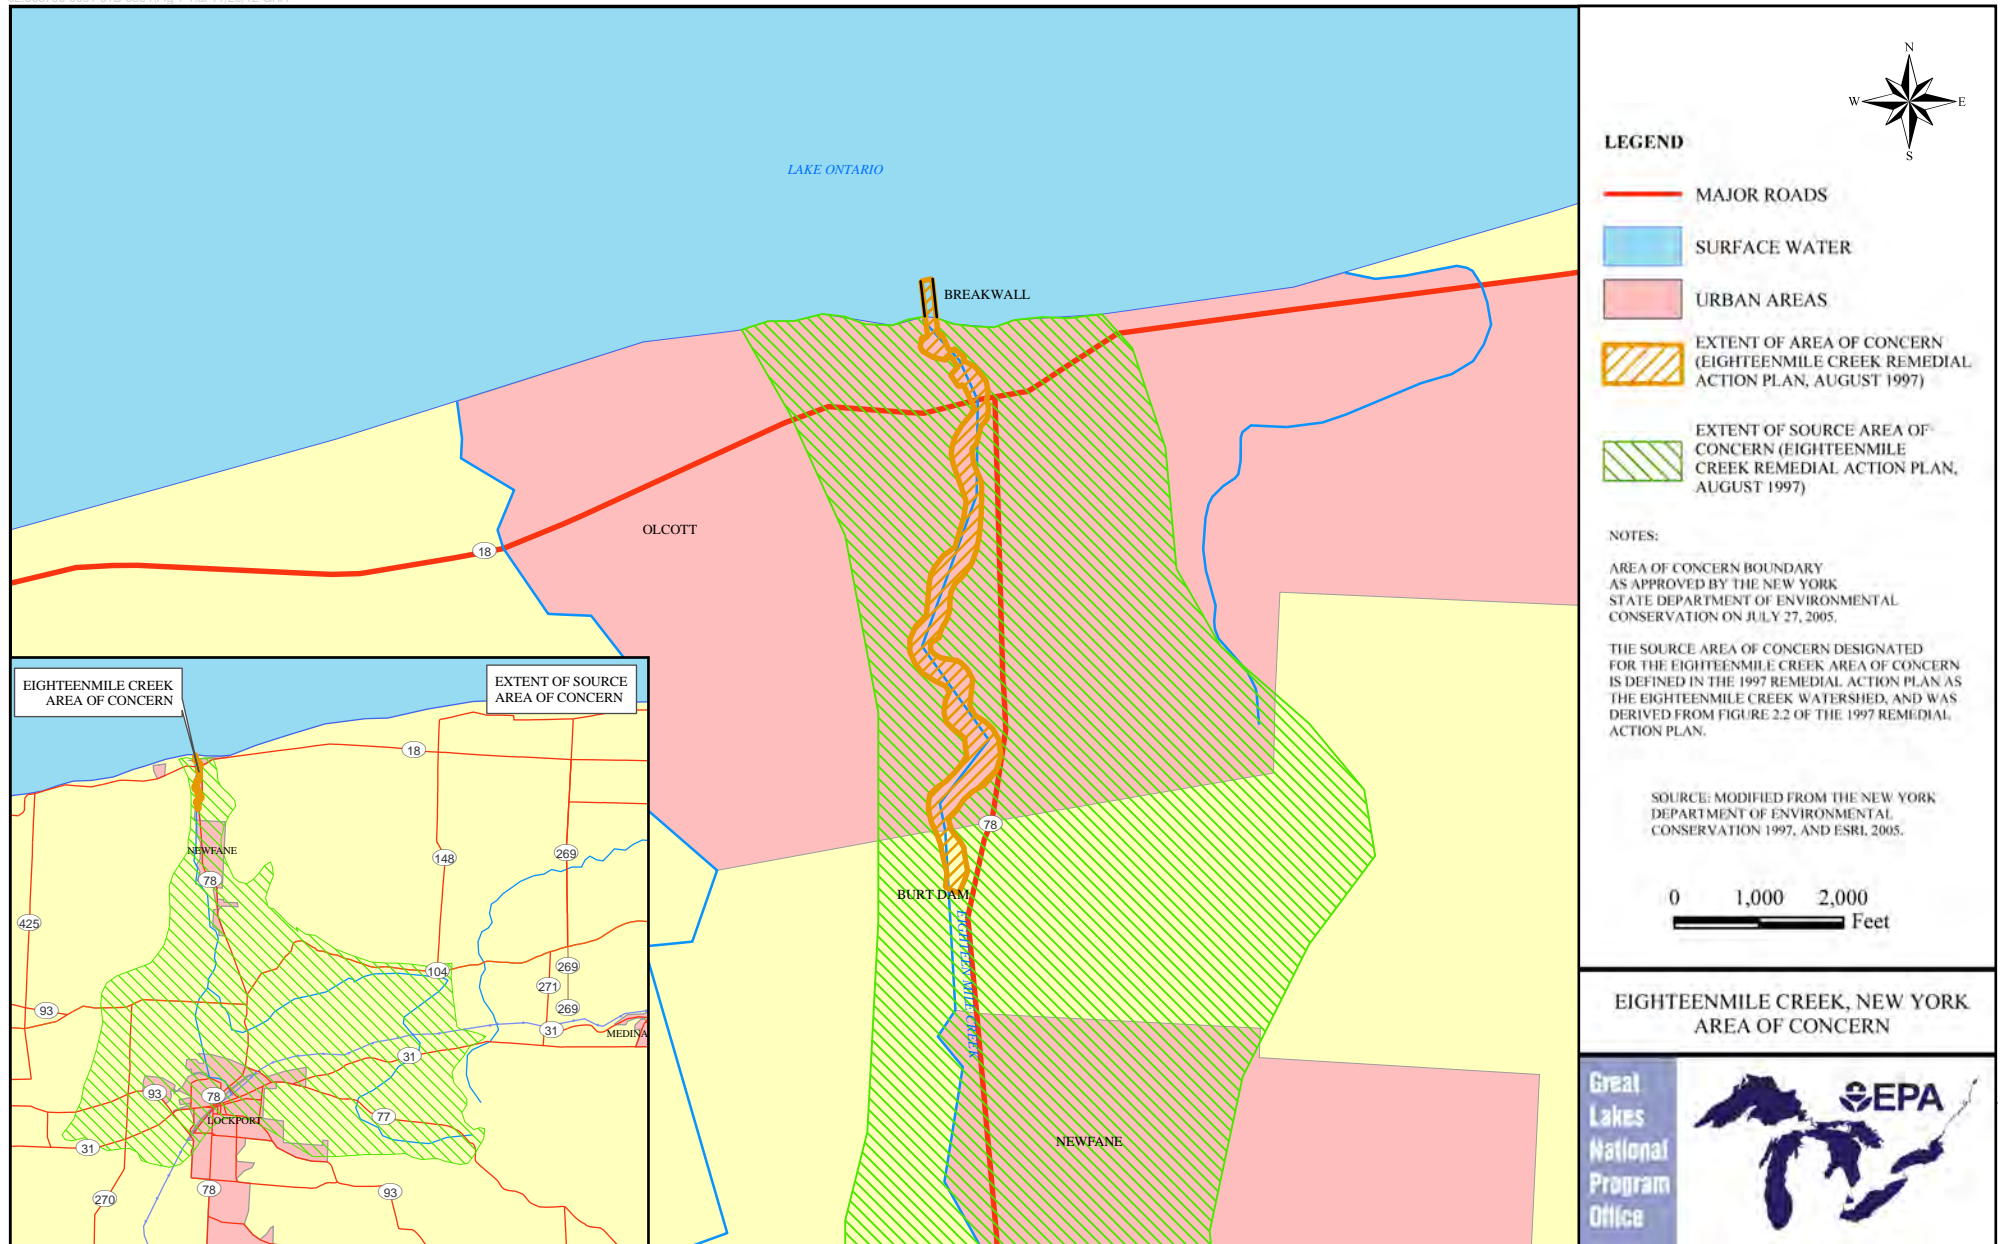 LAKE ONTARIO
BREAKWALL
OLCOTT
18
78
BURT DAM
EIGHTEENMILE CREEK
NEWFANE
EIGHTEENMILE CREEK
AREA OF CONCERN
EXTENT OF SOURCE
AREA OF CONCERN
18
NEWFANE
148
269
78
425
104
269
271
269
93
31
MEDINA
31
93
78
77
LOCKPORT
31
78
93
270
N
W
E
S
LEGEND
MAJOR ROADS
SURFACE WATER
URBAN AREAS
EXTENT OF AREA OF CONCERN
(EIGHTEENMILE CREEK REMEDIAL
ACTION PLAN, AUGUST 1997)
EXTENT OF SOURCE AREA OF
CONCERN (EIGHTEENMILE
CREEK REMEDIAL ACTION PLAN,
AUGUST 1997)
NOTES:
AREA OF CONCERN BOUNDARY
AS APPROVED BY THE NEW YORK
STATE DEPARTMENT OF ENVIRONMENTAL
CONSERVATION ON JULY 27, 2005.
THE SOURCE AREA OF CONCERN DESIGNATED
FOR THE EIGHTEENMILE CREEK AREA OF CONCERN
IS DEFINED IN THE 1997 REMEDIAL ACTION PLAN AS
THE EIGHTEENMILE CREEK WATERSHED, AND WAS
DERIVED FROM FIGURE 2.2 OF THE 1997 REMEDIAL
ACTION PLAN.
SOURCE: MODIFIED FROM THE NEW YORK
DEPARTMENT OF ENVIRONMENTAL
CONSERVATION 1997, AND ESRI, 2005.
0 1,000 2,000
Feet
EIGHTEENMILE CREEK, NEW YORK
AREA OF CONCERN
Great
Lakes
National
Program
Office
EPA